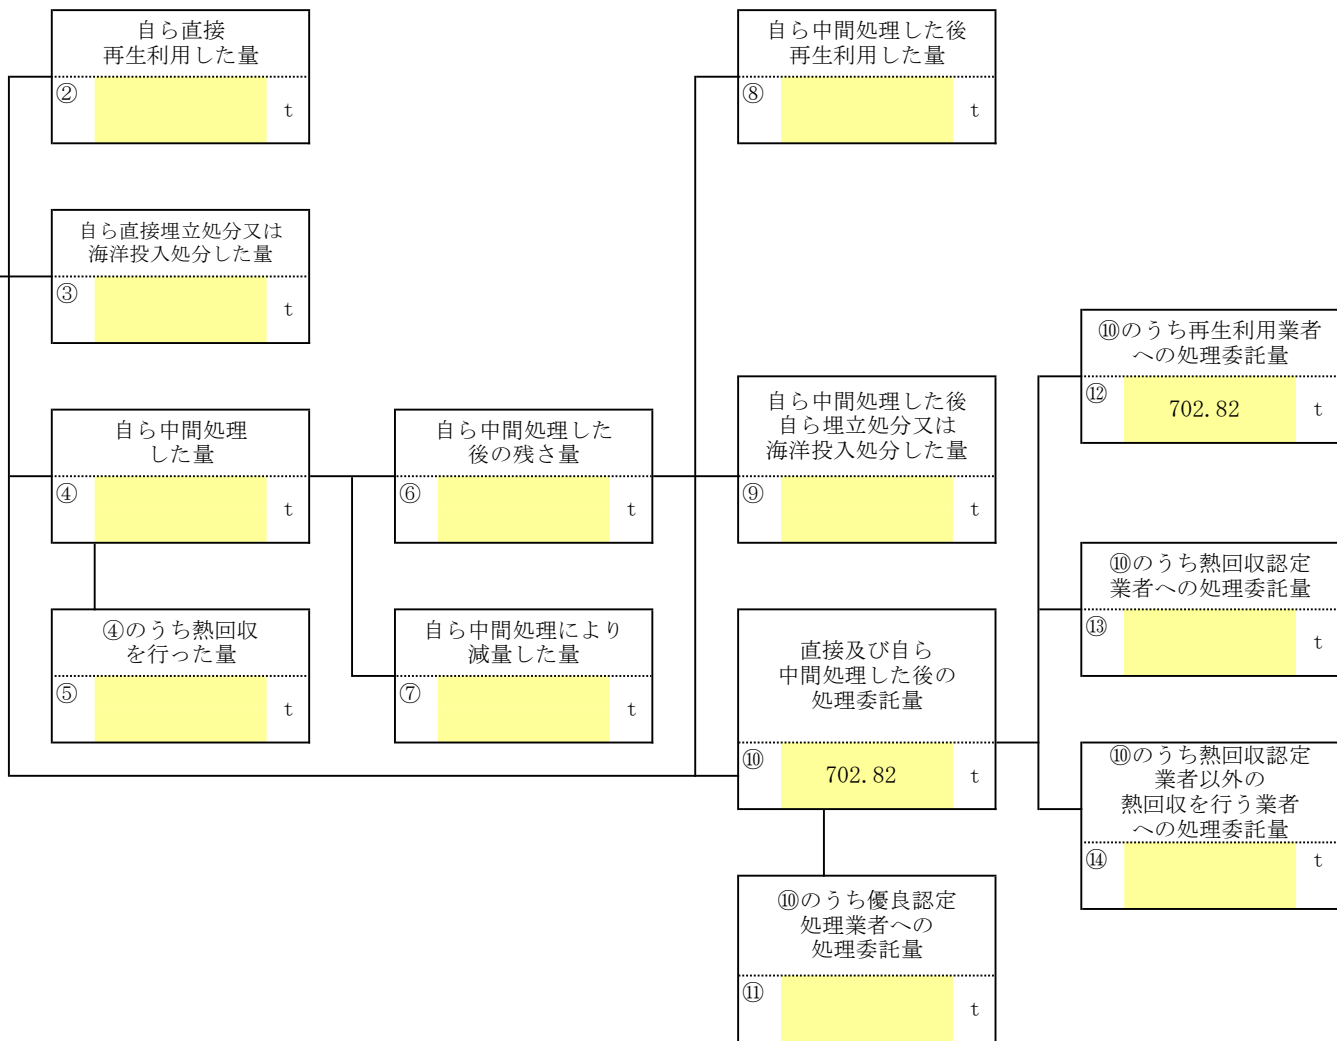 自ら直接
再生利用した量
②
t
自ら中間処理した後
再生利用した量
⑧
t
自ら直接埋立処分又は
海洋投入処分した量
③
t
⑩のうち再生利用業者
への処理委託量
⑫
702.82
t
自ら中間処理
した量
④
t
自ら中間処理した
後の残さ量
⑥
t
自ら中間処理した後
自ら埋立処分又は
海洋投入処分した量
⑨
t
⑩のうち熱回収認定
業者への処理委託量
⑬
t
④のうち熱回収
を行った量
⑤
t
自ら中間処理により
減量した量
⑦
t
直接及び自ら
中間処理した後の
処理委託量
⑩
702.82
t
⑩のうち熱回収認定
業者以外の
熱回収を行う業者
への処理委託量
⑭
t
⑩のうち優良認定
処理業者への
処理委託量
⑪
t